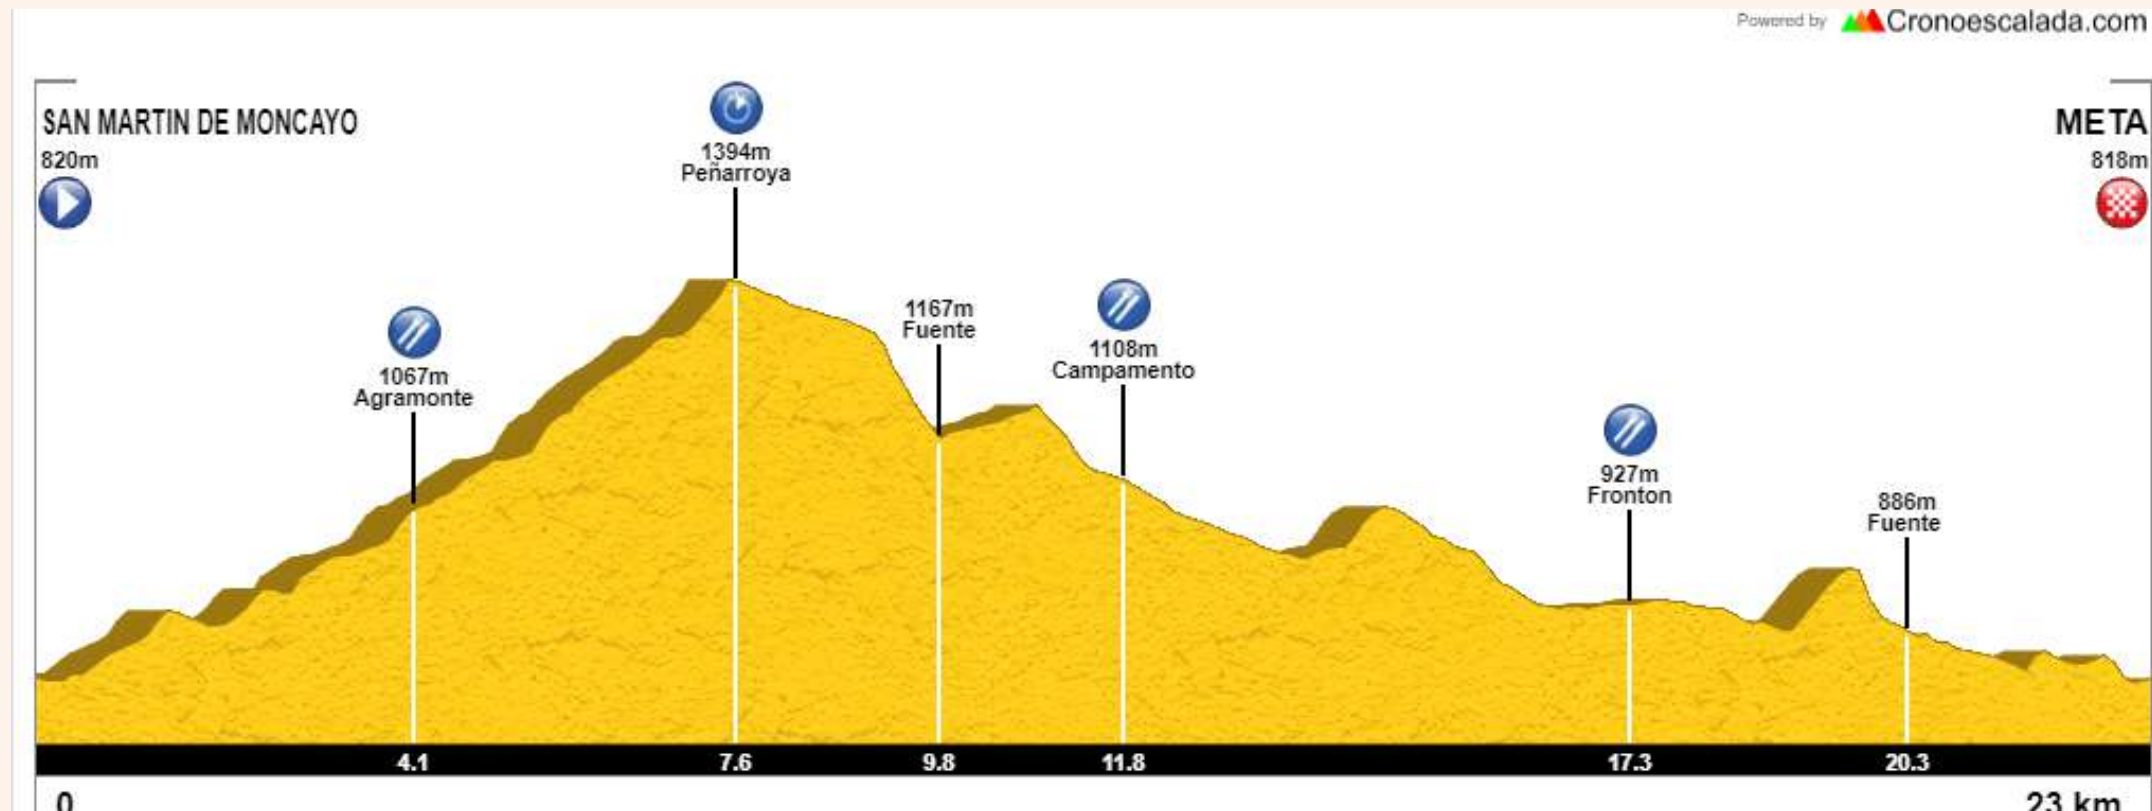 Powered by Cronoescalada.com
SAN MARTIN DE MONCAYO
820m
META
818m
1394m
Peñarroya
1067m
Agramonte
1167m
Fuente
1108m
Campamento
927m
Fronton
886m
Fuente
4.1 7.6 9.8 11.8 17.3 20.3
0 23 km